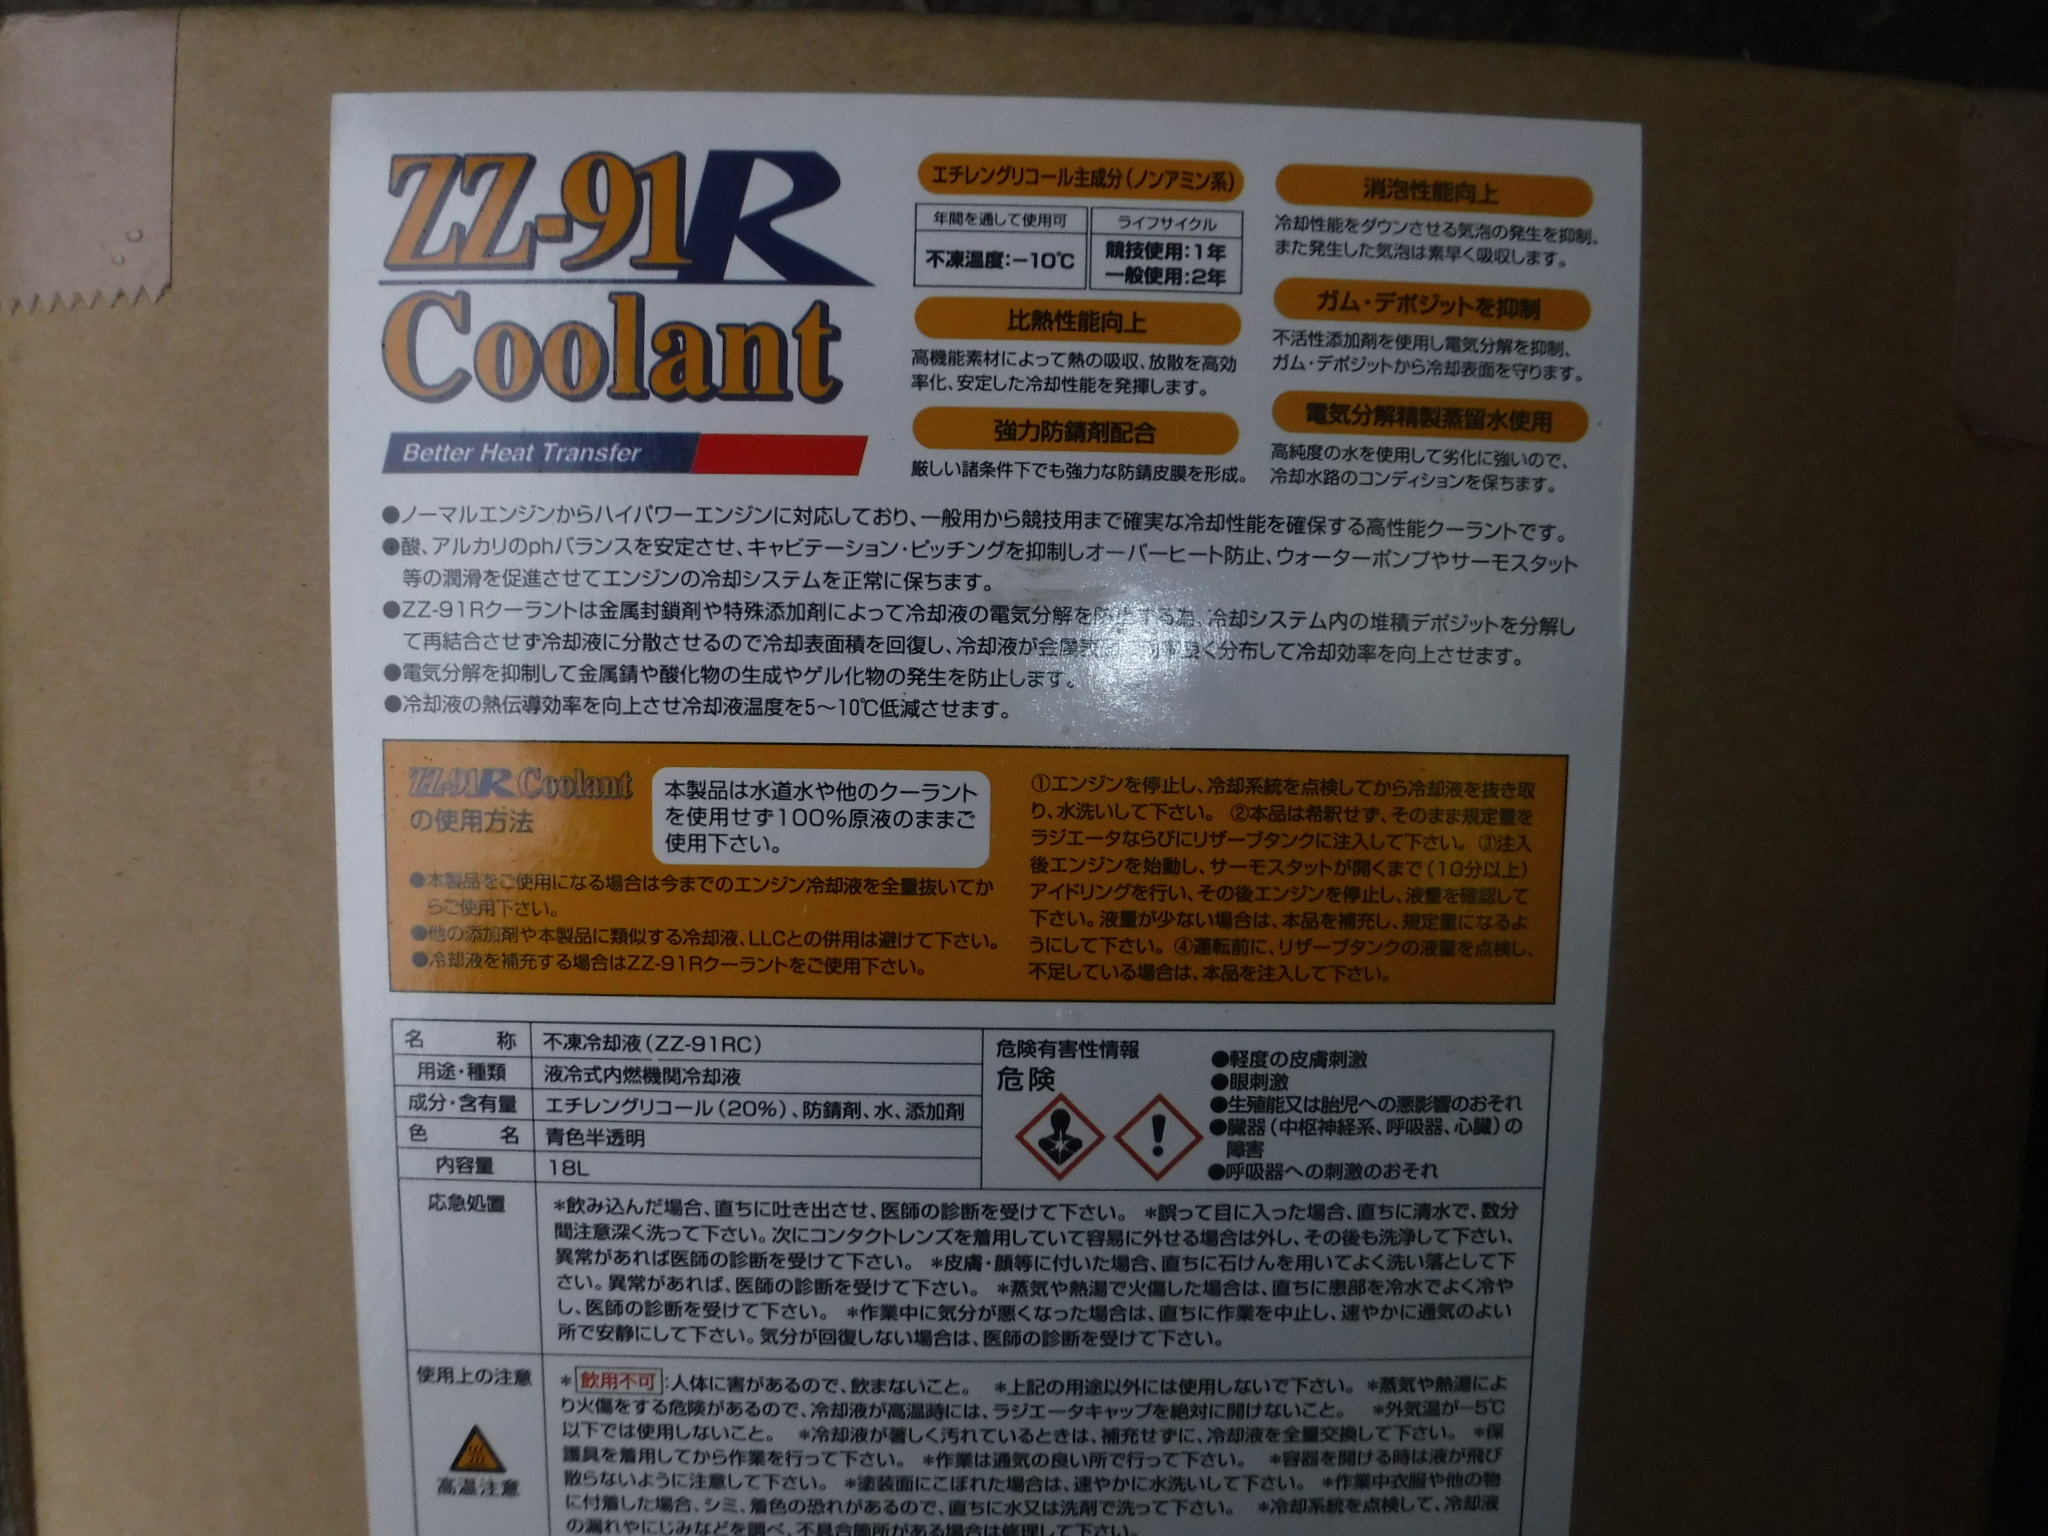 ZZ-91R
Coolant
Better Heat Transfer
エチレングリコール主成分(ノンアミン系)
年間を通して使用可
不凍温度:−10℃
ライフサイクル
競技使用:1年
一般使用:2年
比熱性能向上
高機能素材によって熱の吸収、放散を高効
率化、安定した冷却性能を発揮します。
強力防錆剤配合
厳しい諸条件下でも強力な防錆皮膜を形成。
消泡性能向上
冷却性能をダウンさせる気泡の発生を抑制、
また発生した気泡は素早く吸収します。
ガム・デポジットを抑制
不活性添加剤を使用し電気分解を抑制、
ガム・デポジットから冷却表面を守ります。
電気分解精製蒸留水使用
高純度の水を使用して劣化に強いので、
冷却水路のコンディションを保ちます。
●ノーマルエンジンからハイパワーエンジンに対応しており、一般用から競技用まで確実な冷却性能を確保する高性能クーラントです。
●酸、アルカリのphバランスを安定させ、キャビテーション・ピッチングを抑制しオーバーヒート防止、ウォーターポンプやサーモスタット
等の潤滑を促進させてエンジンの冷却システムを正常に保ちます。
●ZZ-91Rクーラントは金属封鎖剤や特殊添加剤によって冷却液の電気分解を防止する為、冷却システム内の堆積デポジットを分解し
て再結合させず冷却液に分散させるので冷却表面積を回復し、冷却液が金属表 良く分布して冷却効率を向上させます。
●電気分解を抑制して金属錆や酸化物の生成やゲル化物の発生を防止します。
●冷却液の熱伝導効率を向上させ冷却液温度を5〜10℃低減させます。
ZZ-91R Coolant
の使用方法
本製品は水道水や他のクーラント
を使用せず100%原液のままご
使用下さい。
●本製品をご使用になる場合は今までのエンジン冷却液を全量抜いてか
らご使用下さい。
●他の添加剤や本製品に類似する冷却液、LLCとの併用は避けて下さい。
●冷却液を補充する場合はZZ-91Rクーラントをご使用下さい。
①エンジンを停止し、冷却系統を点検してから冷却液を抜き取
り、水洗いして下さい。 ②本品は希釈せず、そのまま規定量を
ラジエータならびにリザーブタンクに注入して下さい。 ③注入
後エンジンを始動し、サーモスタットが開くまで(10分以上)
アイドリングを行い、その後エンジンを停止し、液量を確認して
下さい。液量が少ない場合は、本品を補充し、規定量になるよ
うにして下さい。 ④運転前に、リザーブタンクの液量を点検し、
不足している場合は、本品を注入して下さい。
名称 不凍冷却液(ZZ-91RC)
用途・種類 液冷式内燃機関冷却液
成分・含有量 エチレングリコール(20%)、防錆剤、水、添加剤
色名 青色半透明
内容量 18L
危険有害性情報
危険
●軽度の皮膚刺激
●眼刺激
●生殖能又は胎児への悪影響のおそれ
●臓器(中枢神経系、呼吸器、心臓)の
障害
●呼吸器への刺激のおそれ
応急処置
＊飲み込んだ場合、直ちに吐き出させ、医師の診断を受けて下さい。 ＊誤って目に入った場合、直ちに清水で、数分
間注意深く洗って下さい。次にコンタクトレンズを着用していて容易に外せる場合は外し、その後も洗浄して下さい、
異常があれば医師の診断を受けて下さい。 ＊皮膚・顔等に付いた場合、直ちに石けんを用いてよく洗い落として下
さい。異常があれば、医師の診断を受けて下さい。 ＊蒸気や熱湯で火傷した場合は、直ちに患部を冷水でよく冷や
し、医師の診断を受けて下さい。 ＊作業中に気分が悪くなった場合は、直ちに作業を中止し、速やかに通気のよい
所で安静にして下さい。気分が回復しない場合は、医師の診断を受けて下さい。
使用上の注意
高温注意
＊飲用不可:人体に害があるので、飲まないこと。 ＊上記の用途以外には使用しないで下さい。 ＊蒸気や熱湯によ
り火傷をする危険があるので、冷却液が高温時には、ラジエータキャップを絶対に開けないこと。 ＊外気温が−5℃
以下では使用しないこと。 ＊冷却液が著しく汚れているときは、補充せずに、冷却液を全量交換して下さい。 ＊保
護具を着用してから作業を行って下さい。 ＊作業は通気の良い所で行って下さい。 ＊容器を開ける時は液が飛び
散らないように注意して下さい。 ＊塗装面にこぼれた場合は、速やかに水洗いして下さい。 ＊作業中衣服や他の物
に付着した場合、シミ、着色の恐れがあるので、直ちに水又は洗剤で洗って下さい。 ＊冷却系統を点検して、冷却液
の漏れやにじみなどを調べ、不具合箇所がある場合は修理して下さい。